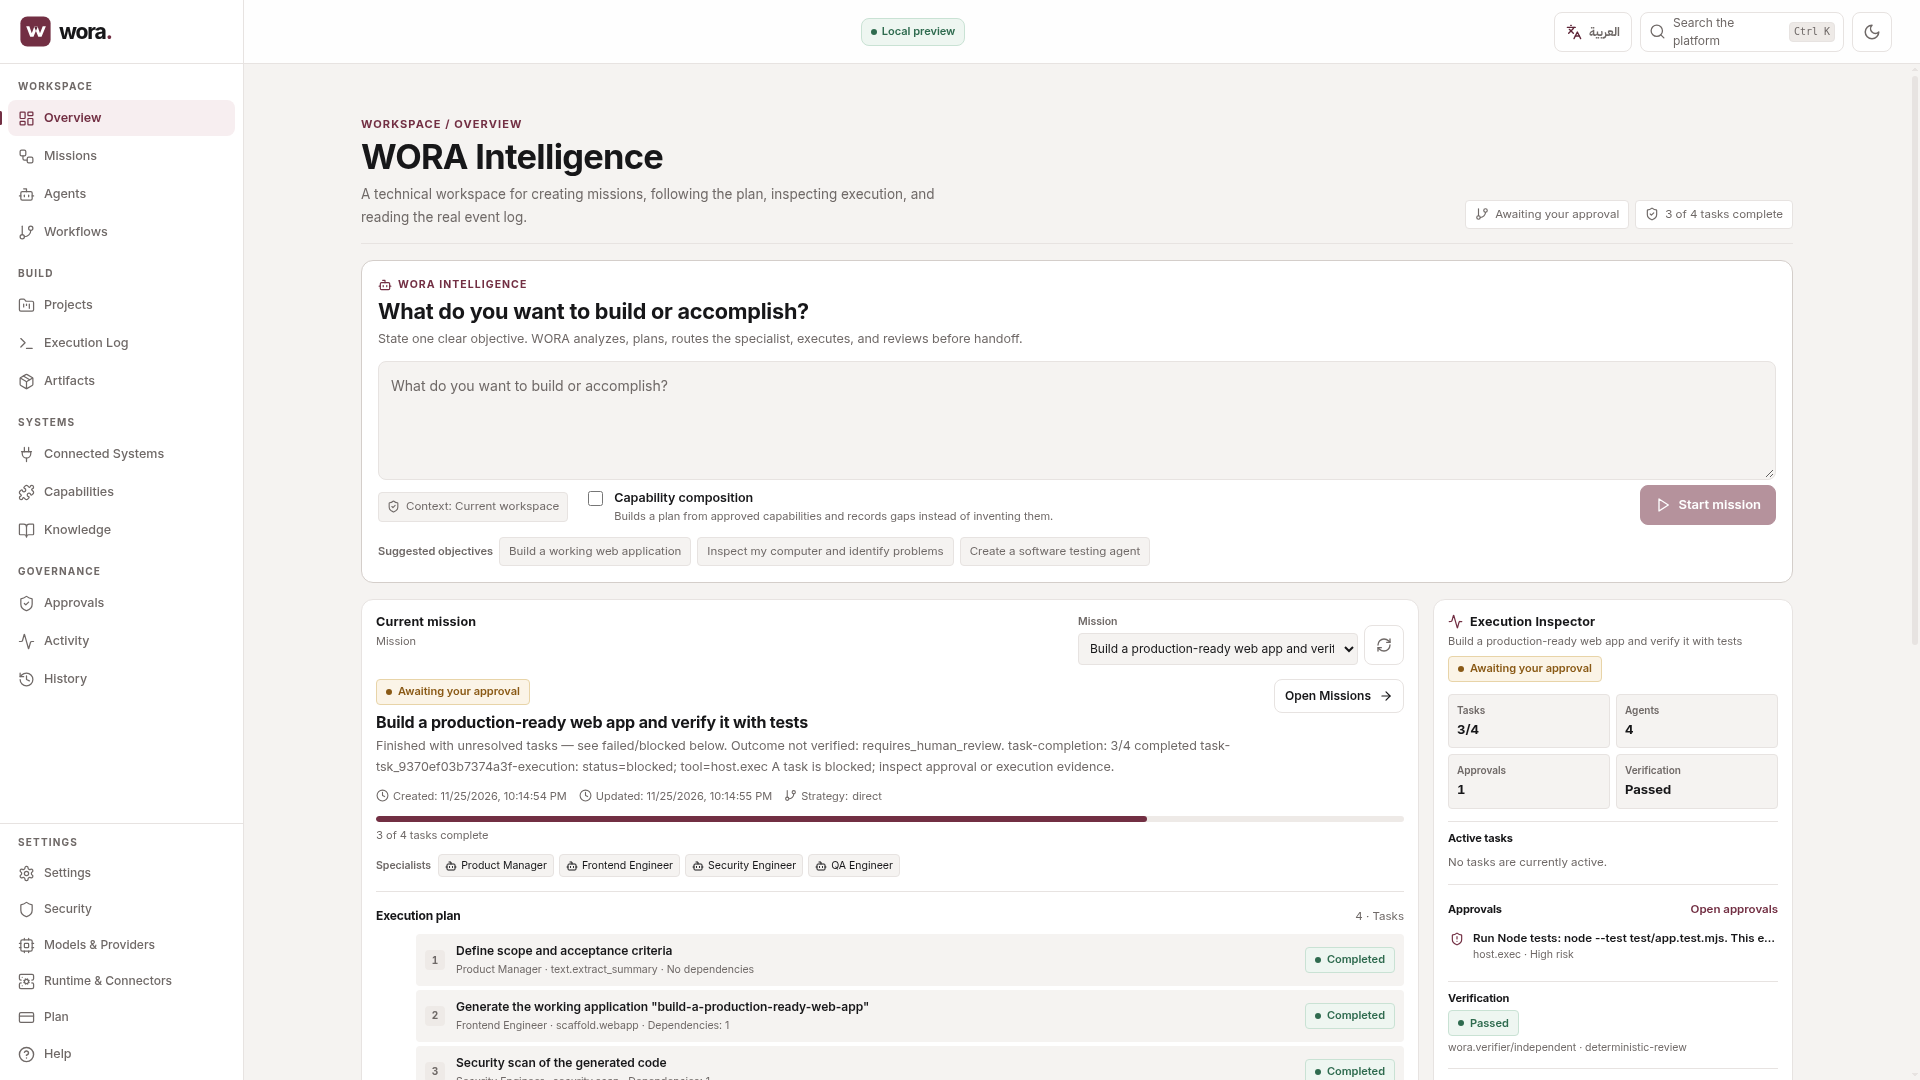 wora.
Local preview
العربية
Search the
platform
Ctrl K
WORKSPACE
Overview
Missions
Agents
Workflows
BUILD
Projects
Execution Log
Artifacts
SYSTEMS
Connected Systems
Capabilities
Knowledge
GOVERNANCE
Approvals
Activity
History
SETTINGS
Settings
Security
Models & Providers
Runtime & Connectors
Plan
Help
WORKSPACE / OVERVIEW
WORA Intelligence
A technical workspace for creating missions, following the plan, inspecting execution, and
reading the real event log.
Awaiting your approval
3 of 4 tasks complete
WORA INTELLIGENCE
What do you want to build or accomplish?
State one clear objective. WORA analyzes, plans, routes the specialist, executes, and reviews before handoff.
What do you want to build or accomplish?
Context: Current workspace
Capability composition
Builds a plan from approved capabilities and records gaps instead of inventing them.
Start mission
Suggested objectives
Build a working web application
Inspect my computer and identify problems
Create a software testing agent
Current mission
Mission
Mission
Build a production-ready web app and verif
Awaiting your approval
Open Missions
Build a production-ready web app and verify it with tests
Finished with unresolved tasks — see failed/blocked below. Outcome not verified: requires_human_review. task-completion: 3/4 completed task-
tsk_9370ef03b7374a3f-execution: status=blocked; tool=host.exec A task is blocked; inspect approval or execution evidence.
Created: 11/25/2026, 10:14:54 PM
Updated: 11/25/2026, 10:14:55 PM
Strategy: direct
3 of 4 tasks complete
Specialists
Product Manager
Frontend Engineer
Security Engineer
QA Engineer
Execution plan
4 · Tasks
1
Define scope and acceptance criteria
Product Manager · text.extract_summary · No dependencies
Completed
2
Generate the working application "build-a-production-ready-web-app"
Frontend Engineer · scaffold.webapp · Dependencies: 1
Completed
3
Security scan of the generated code
Security Engineer · security.scan · Dependencies: 1
Completed
Execution Inspector
Build a production-ready web app and verify it with tests
Awaiting your approval
Tasks
3/4
Agents
4
Approvals
1
Verification
Passed
Active tasks
No tasks are currently active.
Approvals
Open approvals
Run Node tests: node --test test/app.test.mjs. This e...
host.exec · High risk
Verification
Passed
wora.verifier/independent · deterministic-review